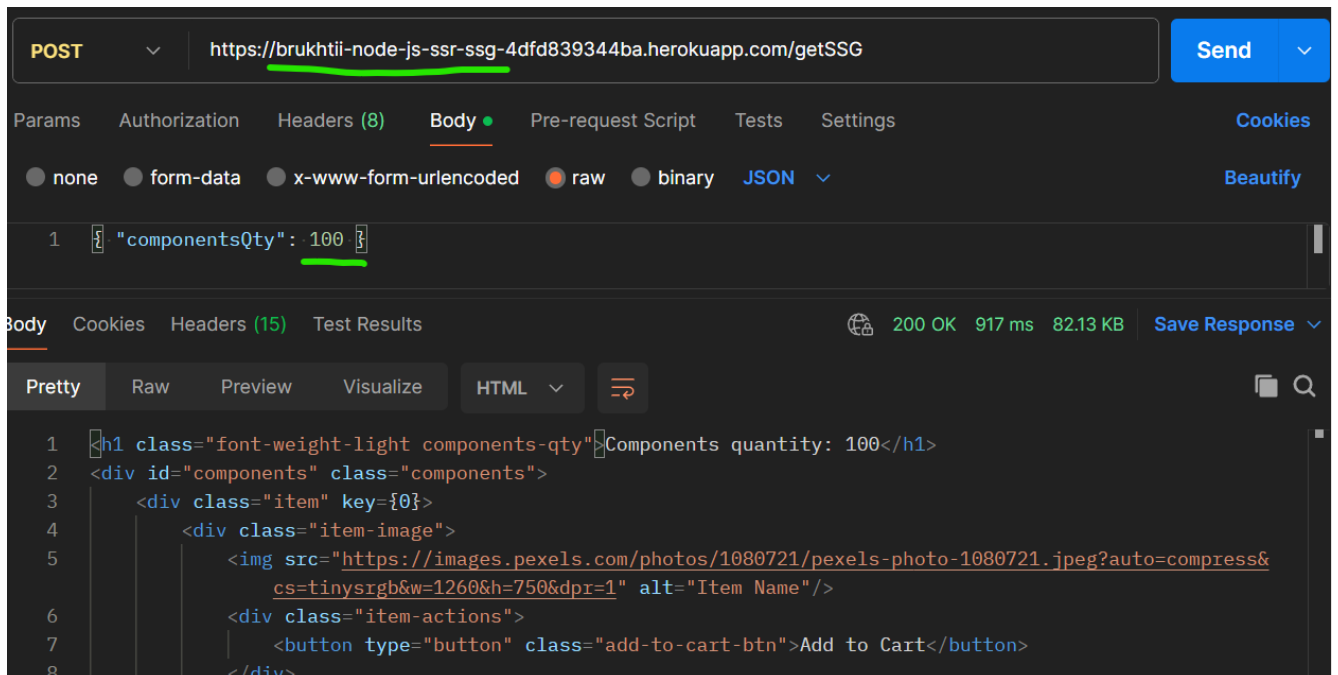 POST https://brukhtii-node-js-ssr-ssg-4dfd839344ba.herokuapp.com/getSSG Send
Params Authorization Headers (8) Body Pre-request Script Tests Settings Cookies
none form-data x-www-form-urlencoded raw binary JSON Beautify
1 { "componentsQty": 100 }
Body Cookies Headers (15) Test Results 200 OK 917 ms 82.13 KB Save Response
Pretty Raw Preview Visualize HTML
1 <h1 class="font-weight-light components-qty">Components quantity: 100</h1>
2 <div id="components" class="components">
3 <div class="item" key={0}>
4 <div class="item-image">
5 <img src="https://images.pexels.com/photos/1080721/pexels-photo-1080721.jpeg?auto=compress&
cs=tinysrgb&w=1260&h=750&dpr=1" alt="Item Name"/>
6 <div class="item-actions">
7 <button type="button" class="add-to-cart-btn">Add to Cart</button>
8 </div>